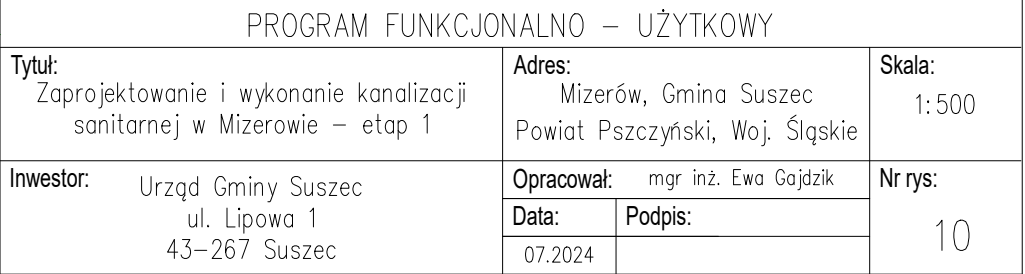 PROGRAM FUNKCJONALNO – UŻYTKOWY
Tytuł:
Zaprojektowanie i wykonanie kanalizacji
sanitarnej w Mizerowie – etap 1
Adres:
Mizerów, Gmina Suszec
Powiat Pszczyński, Woj. Śląskie
Skala:
1:500
Inwestor:
Urząd Gminy Suszec
ul. Lipowa 1
43–267 Suszec
Opracował: mgr inż. Ewa Gajdzik
Data:
07.2024
Podpis:
Nr rys:
10